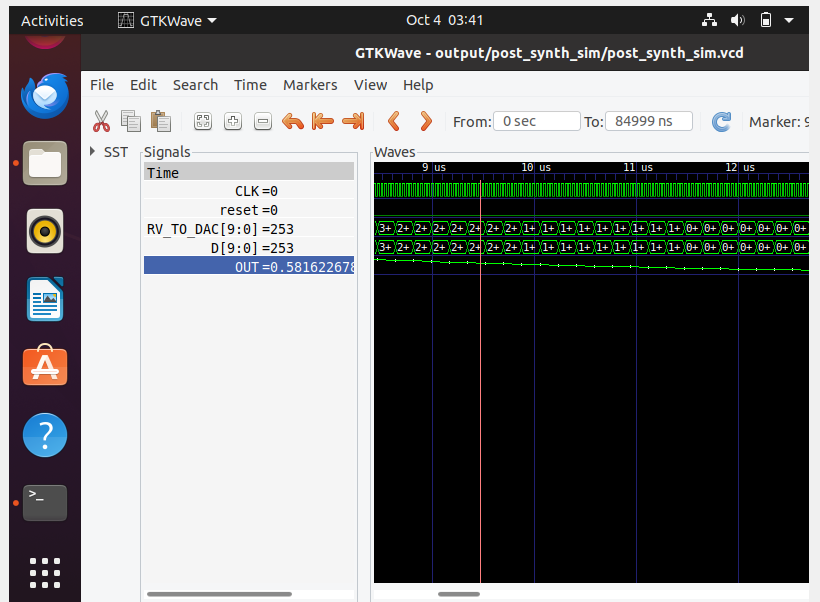 Activities GTKWave Oct 4 03:41
GTKWave - output/post_synth_sim/post_synth_sim.vcd
File Edit Search Time Markers View Help
From: 0 sec To: 84999 ns Marker: 9
SST Signals Waves
Time 9 us 10 us 11 us 12 us
CLK =0
reset =0
RV_TO_DAC[9:0] =253 3+ 2+ 2+ 2+ 2+ 2+ 2+ 2+ 1+ 1+ 1+ 1+ 1+ 1+ 1+ 1+ 1+ 0+ 0+ 0+ 0+ 0+ 0+ 0+
D[9:0] =253 3+ 2+ 2+ 2+ 2+ 2+ 2+ 2+ 1+ 1+ 1+ 1+ 1+ 1+ 1+ 1+ 1+ 0+ 0+ 0+ 0+ 0+ 0+ 0+
OUT =0.581622678
>_